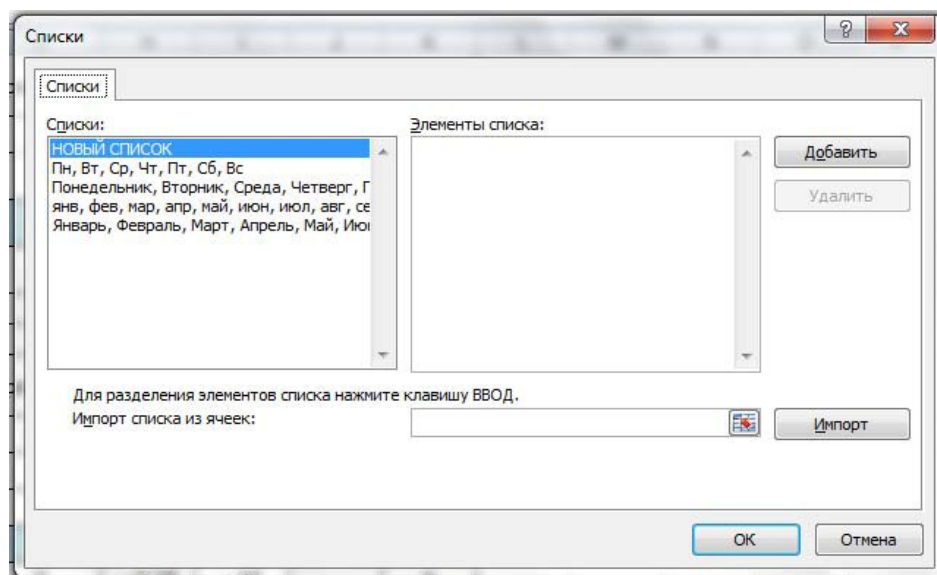 Списки
Списки
Списки:
НОВЫЙ СПИСОК
Пн, Вт, Ср, Чт, Пт, Сб, Вс
Понедельник, Вторник, Среда, Четверг, П
янв, фев, мар, апр, май, июн, июл, авг, се
Январь, Февраль, Март, Апрель, Май, Июн
Элементы списка:
Добавить
Удалить
Для разделения элементов списка нажмите клавишу ВВОД.
Импорт списка из ячеек:
Импорт
ОК
Отмена